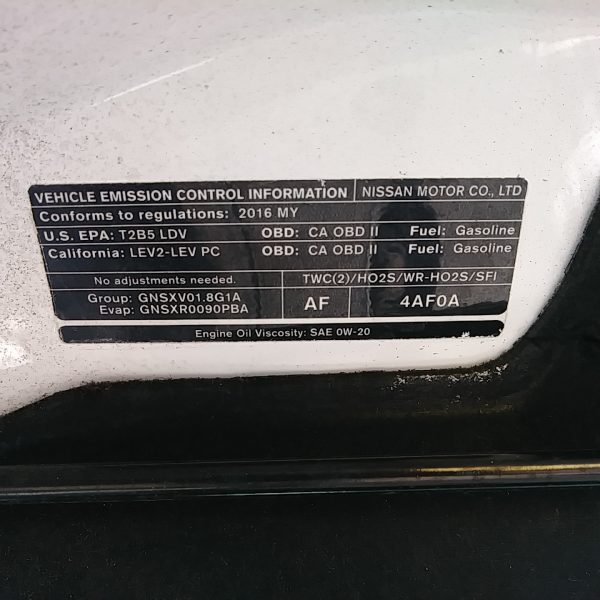 VEHICLE EMISSION CONTROL INFORMATION NISSAN MOTOR CO., LTD
Conforms to regulations: 2016 MY
U.S. EPA: T2B5 LDV OBD: CA OBD II Fuel: Gasoline
California: LEV2-LEV PC OBD: CA OBD II Fuel: Gasoline
No adjustments needed. TWC(2)/HO2S/WR-HO2S/SFI
Group: GNSXV01.8G1A AF 4AF0A
Evap: GNSXR0090PBA
Engine Oil Viscosity: SAE 0W-20